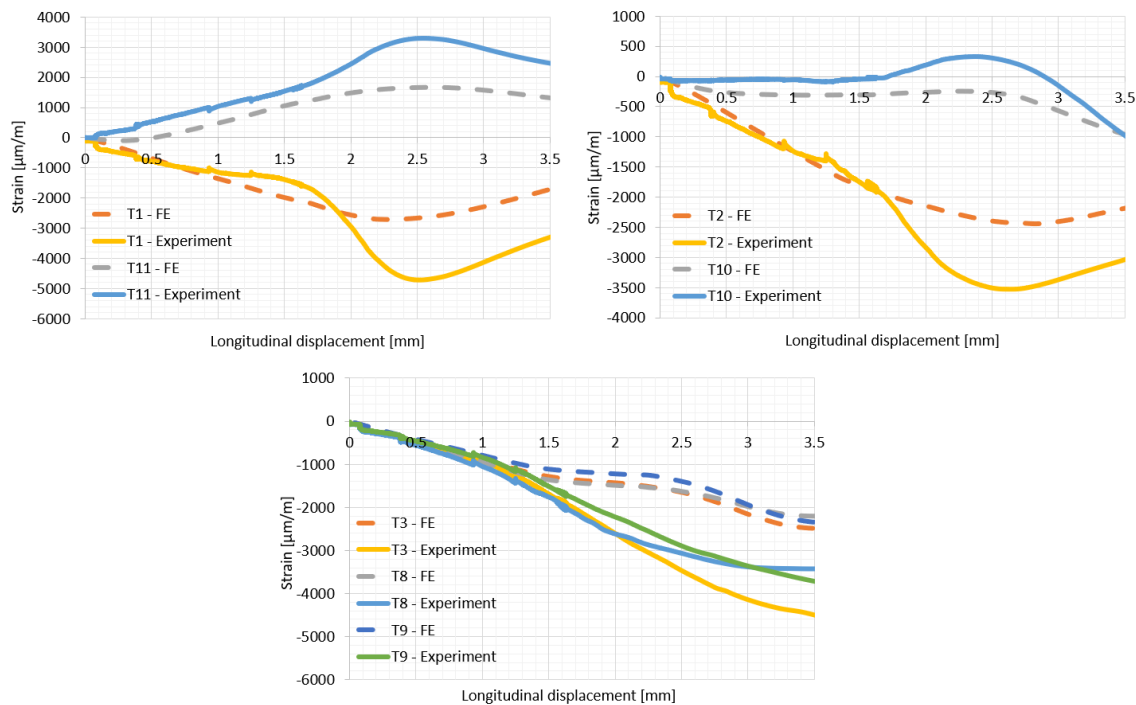 4000
3000
2000
1000
0
-1000
-2000
-3000
-4000
-5000
-6000
0
0.5
1
1.5
2
2.5
3
3.5
Strain [µm/m]
T1 - FE
T1 - Experiment
T11 - FE
T11 - Experiment
Longitudinal displacement [mm]
1000
500
0
-500
-1000
-1500
-2000
-2500
-3000
-3500
-4000
0
0.5
1
1.5
2
2.5
3
3.5
Strain [µm/m]
T2 - FE
T2 - Experiment
T10 - FE
T10 - Experiment
Longitudinal displacement [mm]
1000
0
-1000
-2000
-3000
-4000
-5000
-6000
0
0.5
1
1.5
2
2.5
3
3.5
Strain [µm/m]
T3 - FE
T3 - Experiment
T8 - FE
T8 - Experiment
T9 - FE
T9 - Experiment
Longitudinal displacement [mm]